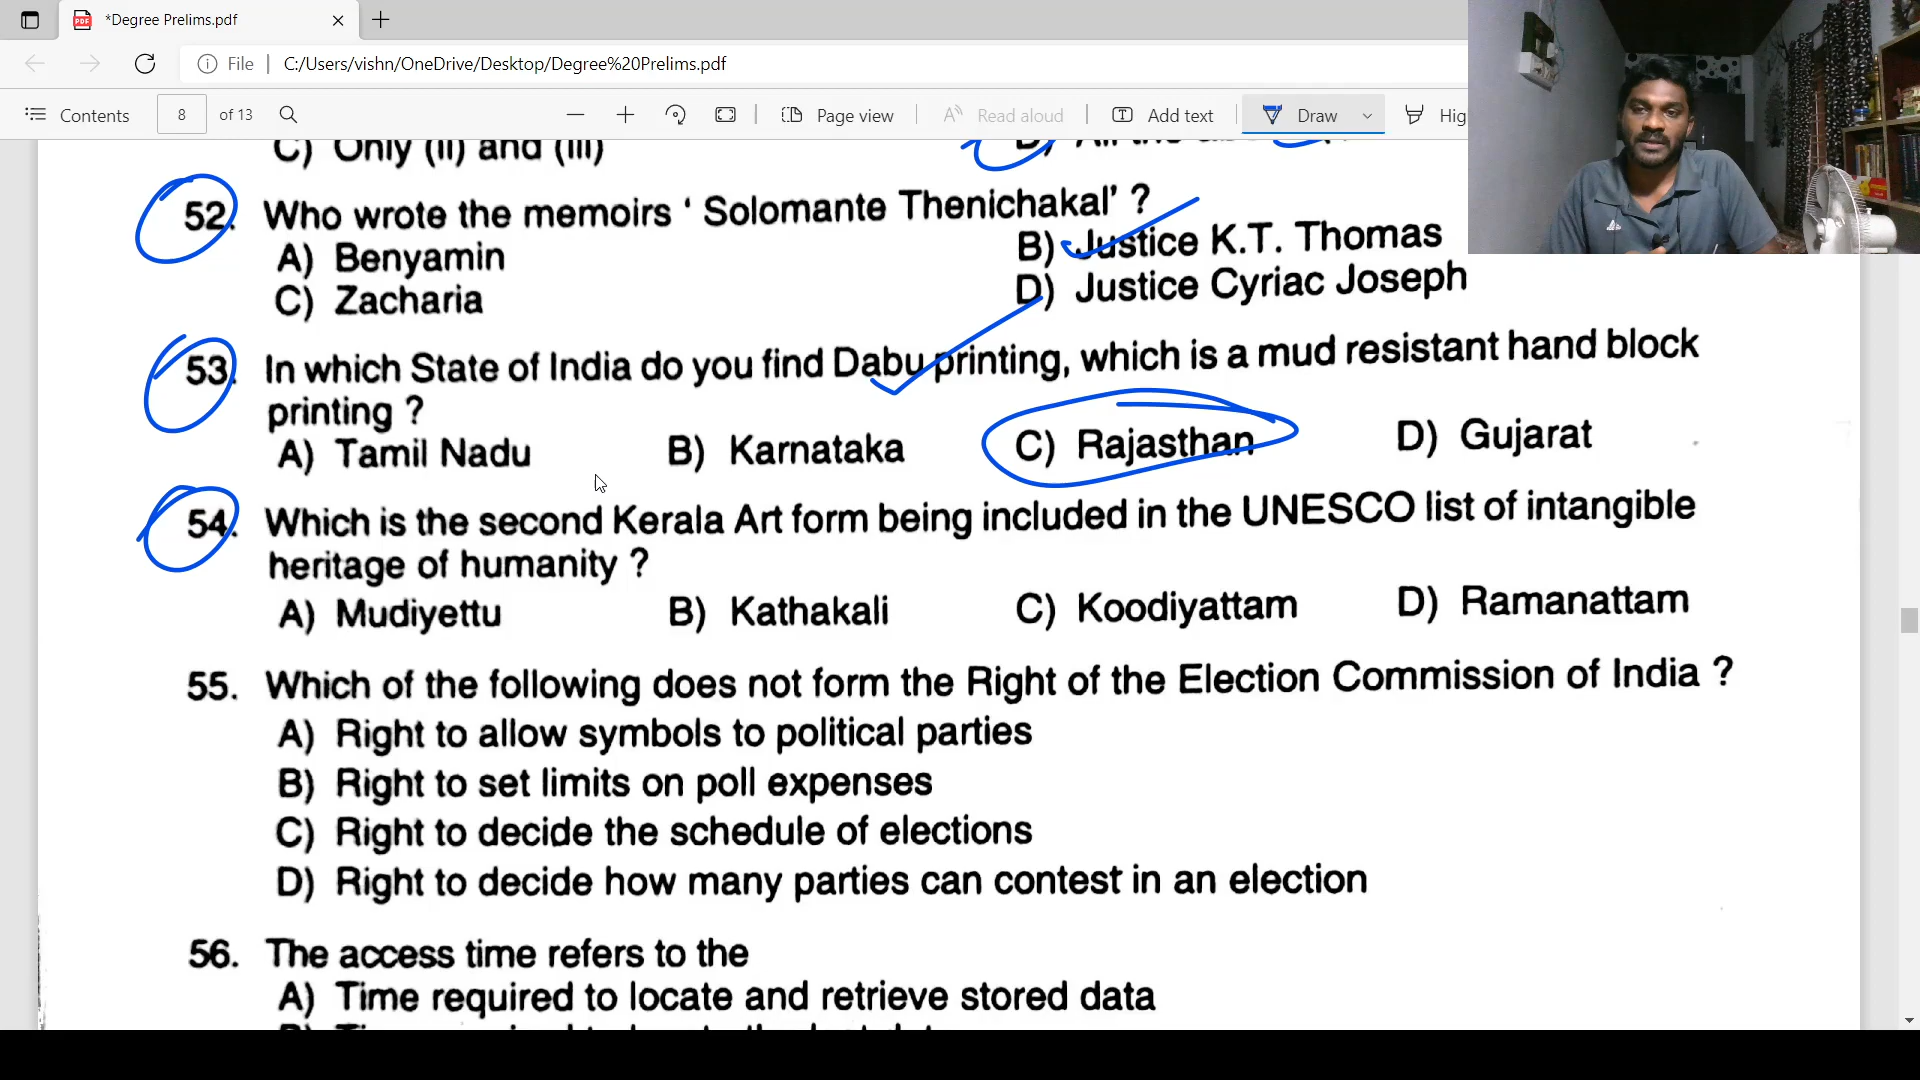 *Degree Prelims.pdf
File
C:/Users/vishn/OneDrive/Desktop/Degree%20Prelims.pdf
Contents
8
of 13
Page view
Read aloud
Add text
Draw
Hig
C) Only (II) and (III)
52. Who wrote the memoirs ' Solomante Thenichakal' ?
A) Benyamin
B) Justice K.T. Thomas
C) Zacharia
D) Justice Cyriac Joseph
53. In which State of India do you find Dabu printing, which is a mud resistant hand block
printing ?
A) Tamil Nadu B) Karnataka C) Rajasthan D) Gujarat
54. Which is the second Kerala Art form being included in the UNESCO list of intangible
heritage of humanity ?
A) Mudiyettu B) Kathakali C) Koodiyattam D) Ramanattam
55. Which of the following does not form the Right of the Election Commission of India ?
A) Right to allow symbols to political parties
B) Right to set limits on poll expenses
C) Right to decide the schedule of elections
D) Right to decide how many parties can contest in an election
56. The access time refers to the
A) Time required to locate and retrieve stored data